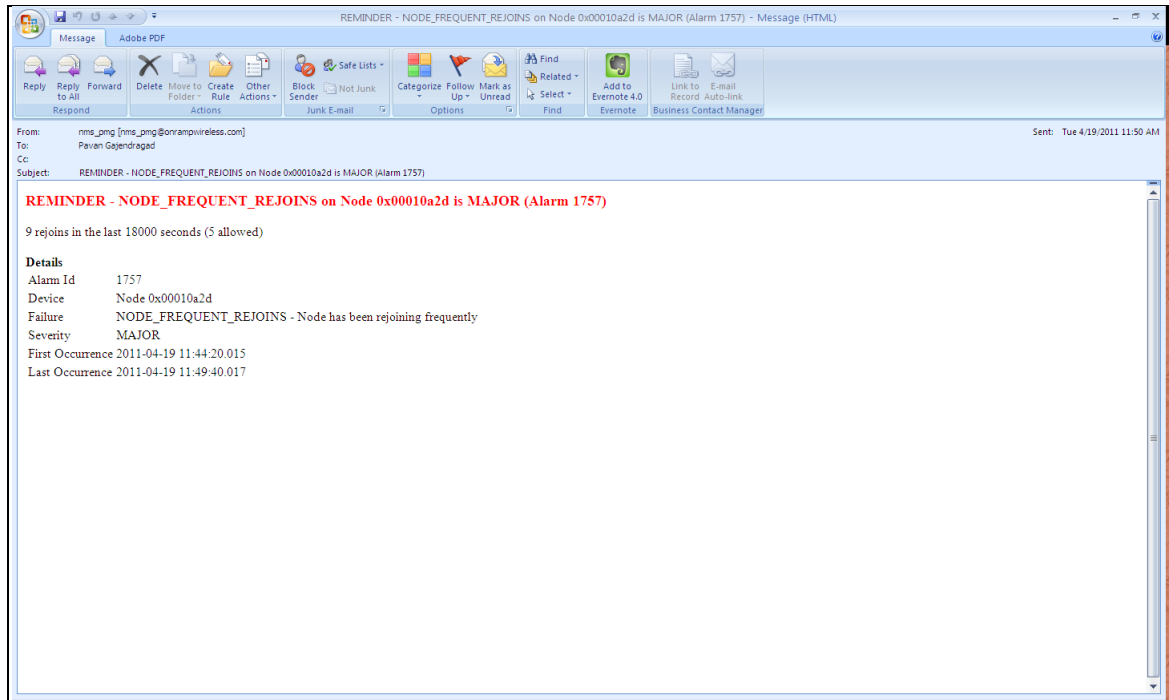 REMINDER - NODE_FREQUENT_REJOINS on Node 0x00010a2d is MAJOR (Alarm 1757) - Message (HTML)
Message Adobe PDF
Reply Reply to All Forward Delete Move to Folder Create Rule Other Actions Block Sender Safe Lists Not Junk Categorize Follow Up Mark as Unread Find Related Select Add to Evernote 4.0 Link to Record E-mail Auto-link
Respond Actions Junk E-mail Options Find Evernote Business Contact Manager
From: nms_pmg [nms_pmg@onrampwireless.com] Sent: Tue 4/19/2011 11:50 AM
To: Pavan Gajendragad
Cc:
Subject: REMINDER - NODE_FREQUENT_REJOINS on Node 0x00010a2d is MAJOR (Alarm 1757)
REMINDER - NODE_FREQUENT_REJOINS on Node 0x00010a2d is MAJOR (Alarm 1757)
9 rejoins in the last 18000 seconds (5 allowed)
Details
Alarm Id 1757
Device Node 0x00010a2d
Failure NODE_FREQUENT_REJOINS - Node has been rejoining frequently
Severity MAJOR
First Occurrence 2011-04-19 11:44:20.015
Last Occurrence 2011-04-19 11:49:40.017